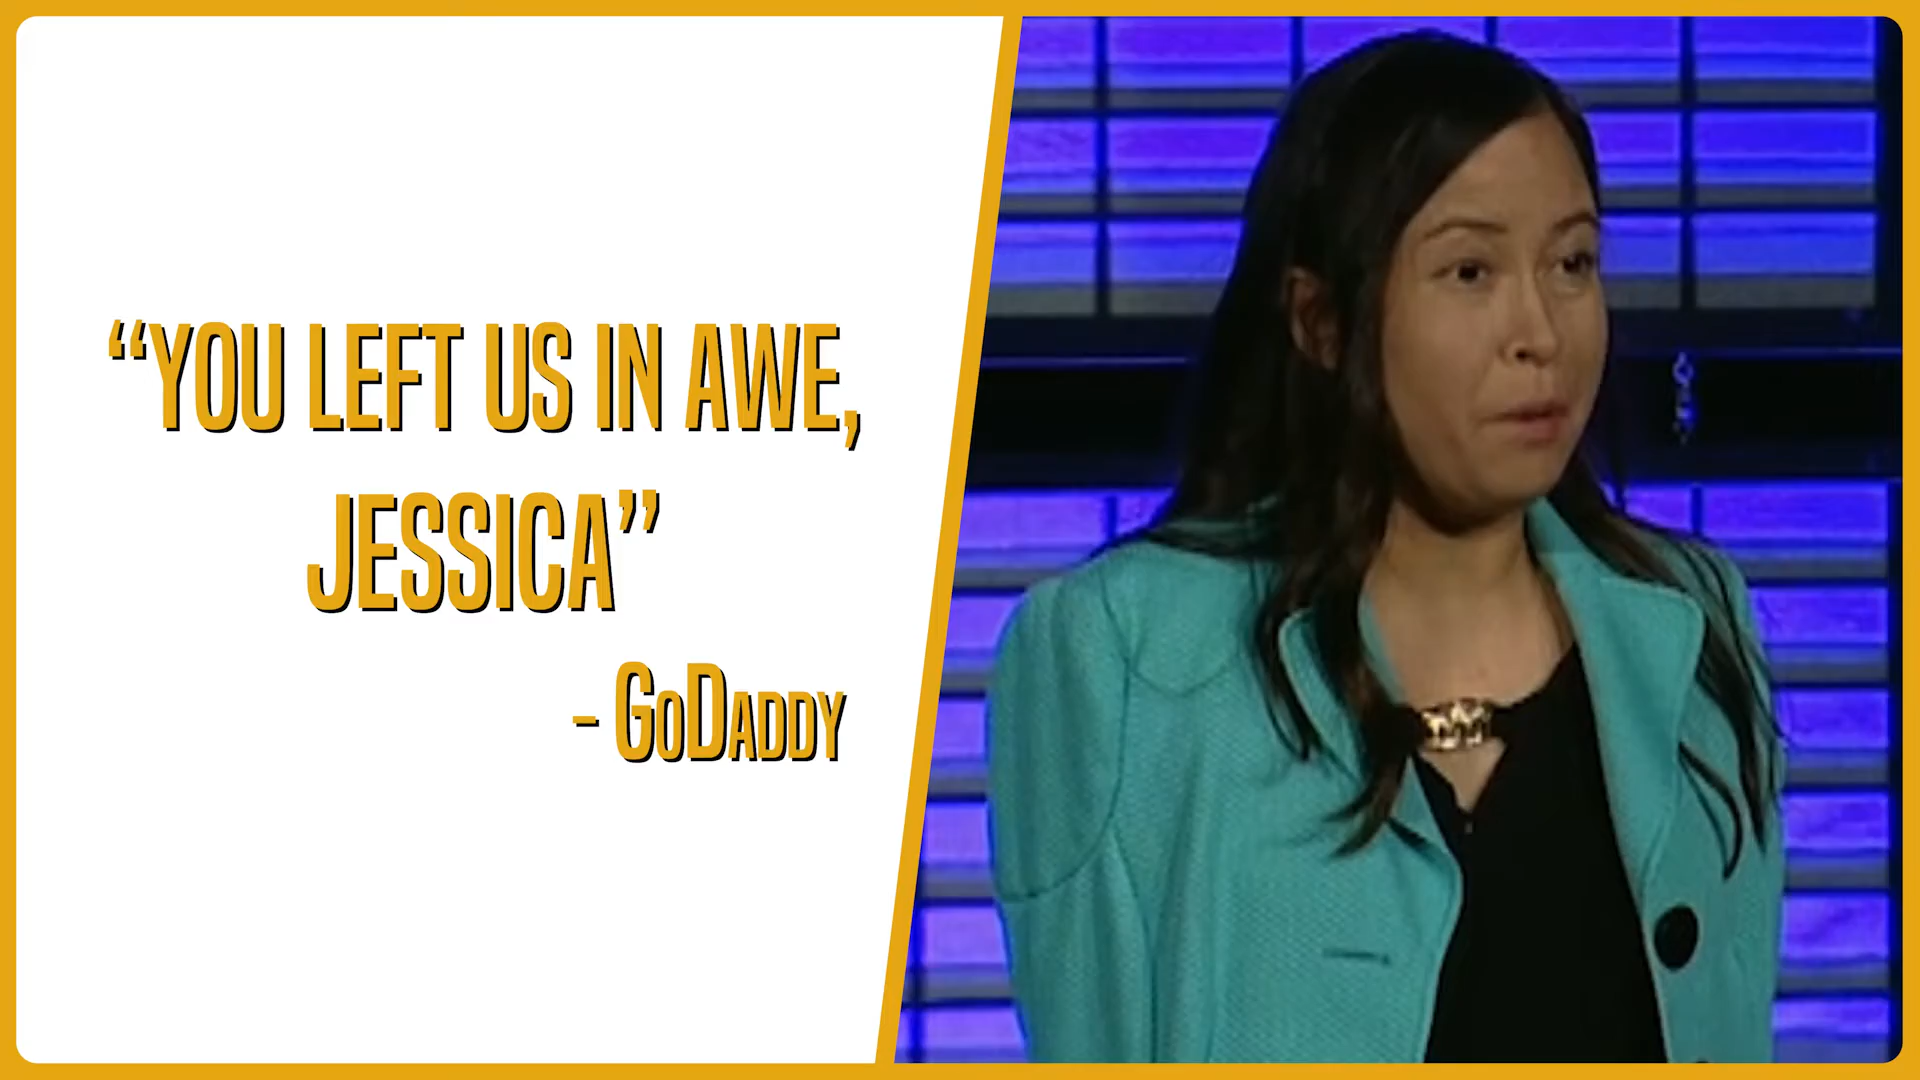 “YOU LEFT US IN AWE,
JESSICA”
- GODADDY